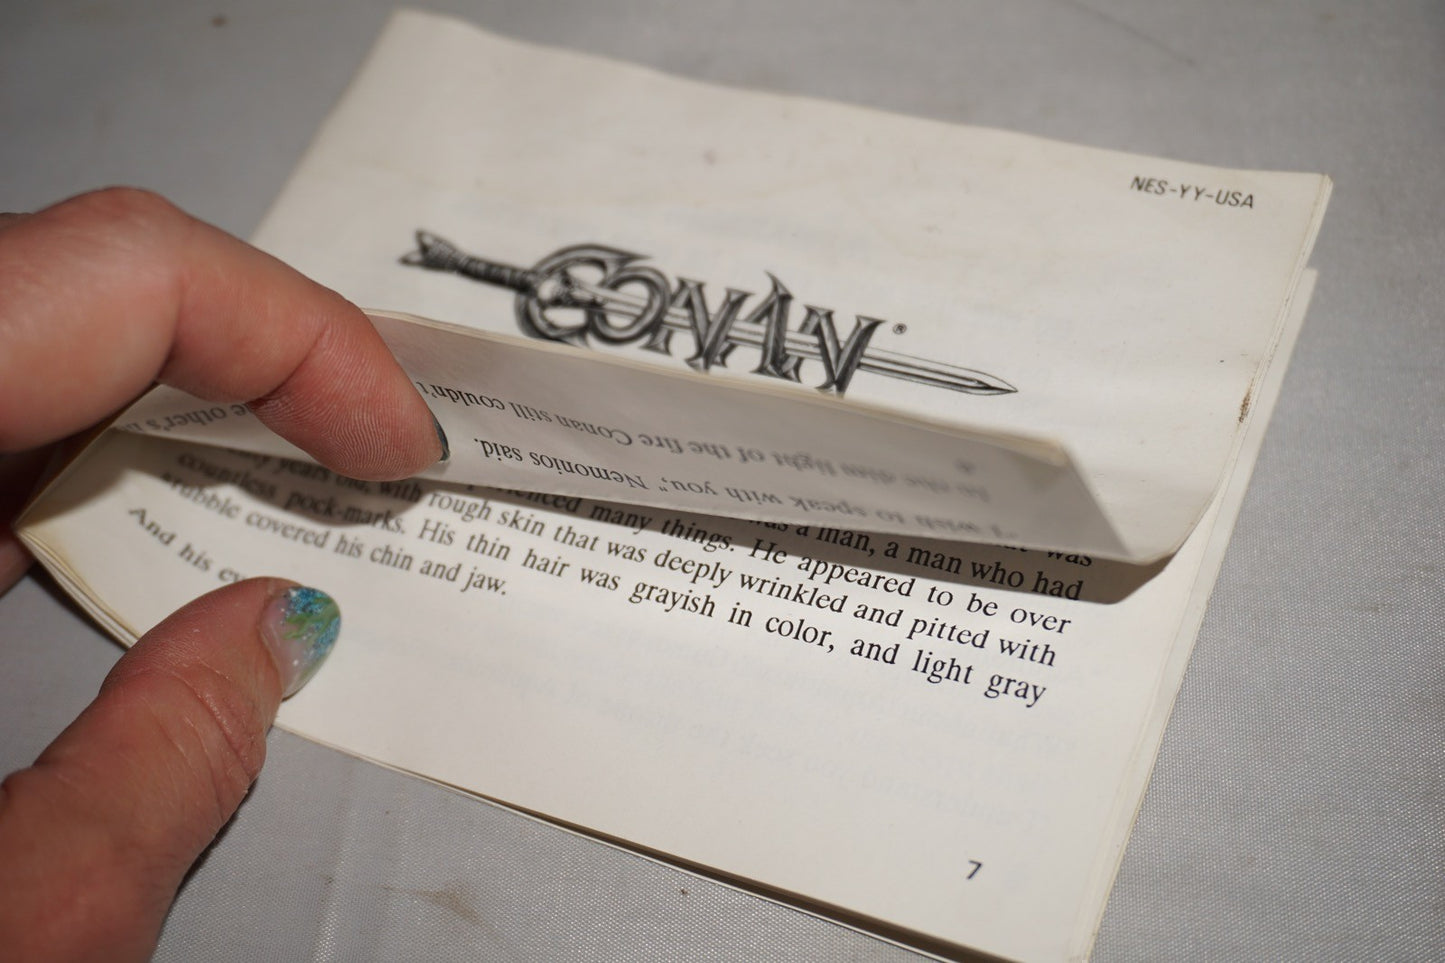 NES-YY-USA
CONAN®
in the dim light of the fire Conan still couldn't
"I wish to speak with you," Nemonios said.
was
many things. was a man, a man who had
years old, with rough skin that was deeply wrinkled and pitted with
countless pock-marks. His thin hair was grayish in color, and light gray
stubble covered his chin and jaw.
And his
He appeared to be over
7